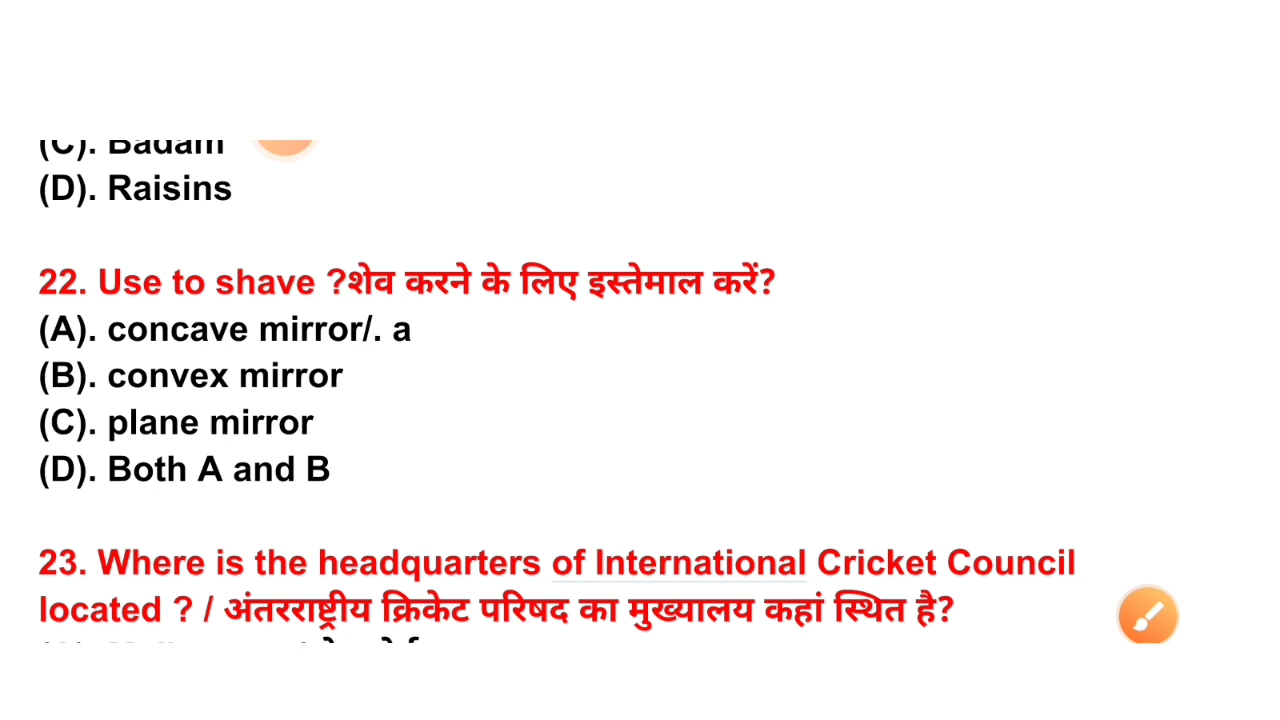 (C). Badam
(D). Raisins
22. Use to shave ?शेव करने के लिए इस्तेमाल करें?
(A). concave mirror/. a
(B). convex mirror
(C). plane mirror
(D). Both A and B
23. Where is the headquarters of International Cricket Council
located ? / अंतरराष्ट्रीय क्रिकेट परिषद का मुख्यालय कहां स्थित है?